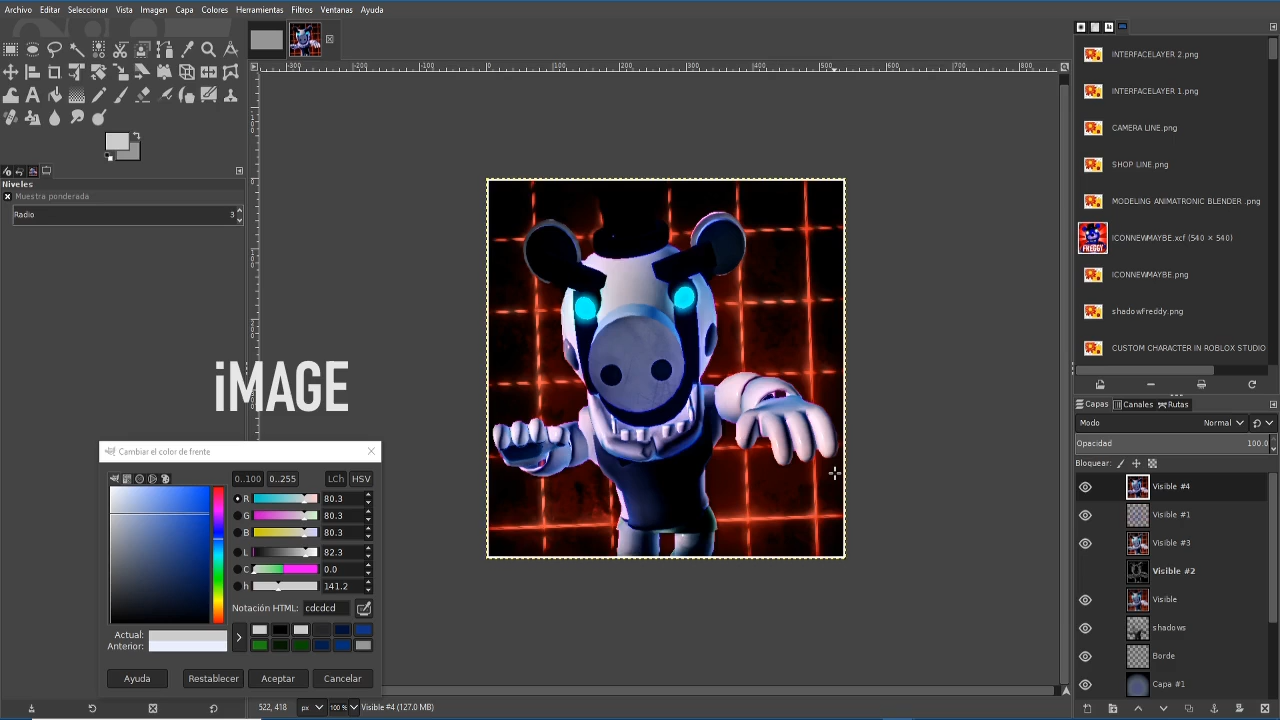 Archivo Editar Seleccionar Vista Imagen Capa Colores Herramientas Filtros Ventanas Ayuda
Niveles
Muestra ponderada
Radio 3
iMAGE
Cambiar el color de frente
0..100 0..255 LCh HSV
R 80.3
G 80.3
B 80.3
L 82.3
C 0.0
h 141.2
Notación HTML: cdcdcd
Actual:
Anterior:
Ayuda Restablecer Aceptar Cancelar
522, 418 px 100 % Visible #4 (127.0 MB)
INTERFACELAYER 2.png
INTERFACELAYER 1.png
CAMERA LINE.png
SHOP LINE.png
MODELING ANIMATRONIC BLENDER .png
ICONNEWMAYBE.xcf (540 × 540)
ICONNEWMAYBE.png
shadowFreddy.png
CUSTOM CHARACTER IN ROBLOX STUDIO
FREDDY
Capas Canales Rutas
Modo Normal
Opacidad 100.0
Bloquear:
Visible #4
Visible #1
Visible #3
Visible #2
Visible
shadows
Borde
Capa #1